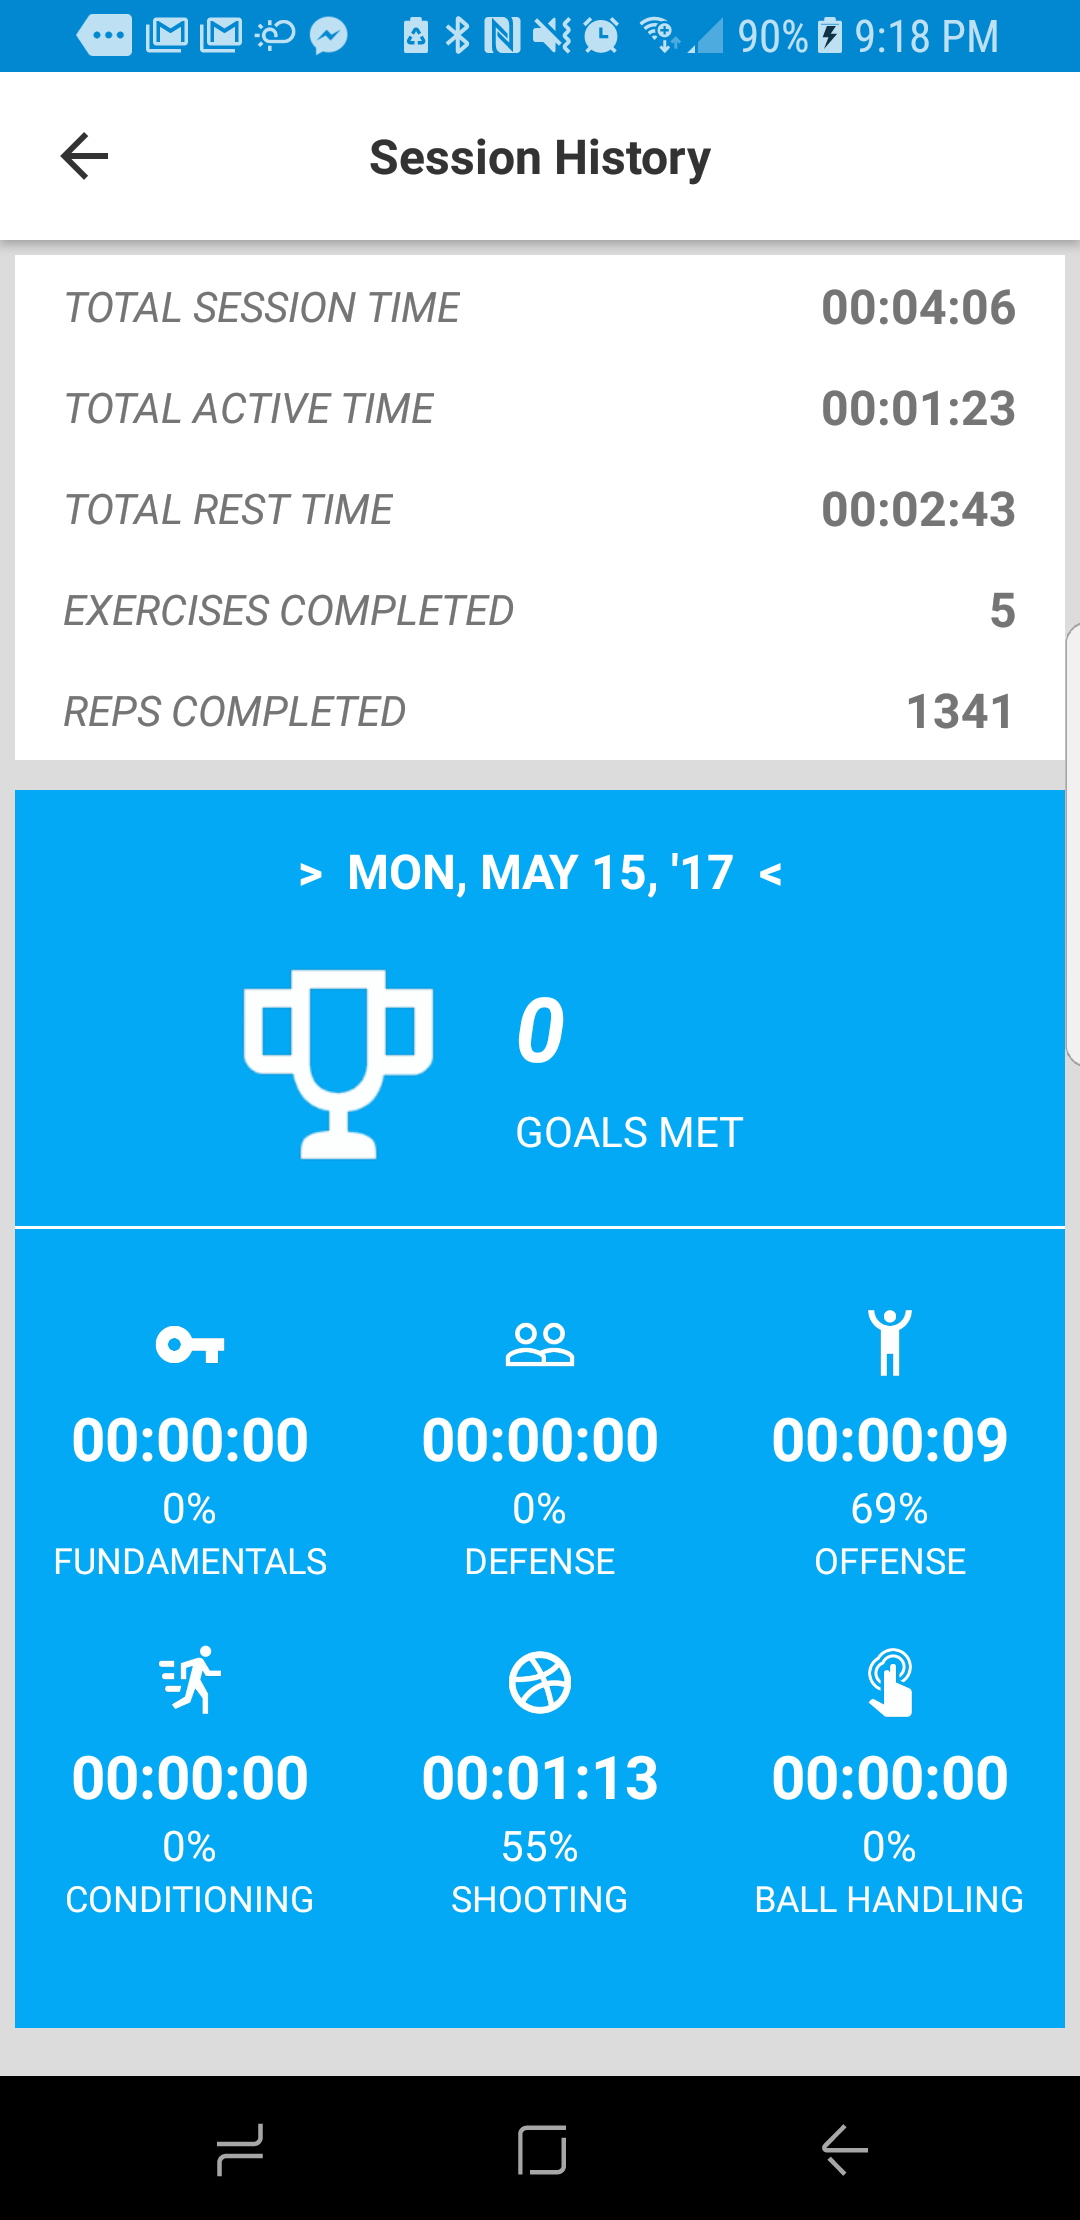 90% 9:18 PM
Session History
TOTAL SESSION TIME 00:04:06
TOTAL ACTIVE TIME 00:01:23
TOTAL REST TIME 00:02:43
EXERCISES COMPLETED 5
REPS COMPLETED 1341
> MON, MAY 15, '17 <
0
GOALS MET
00:00:00 00:00:00 00:00:09
0% 0% 69%
FUNDAMENTALS DEFENSE OFFENSE
00:00:00 00:01:13 00:00:00
0% 55% 0%
CONDITIONING SHOOTING BALL HANDLING